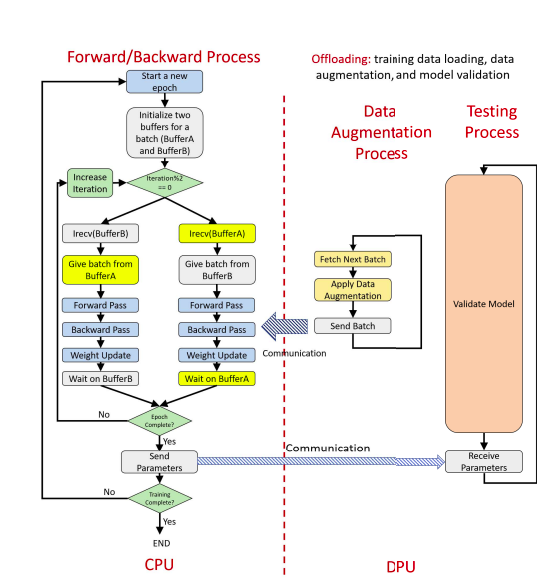 Forward/Backward Process
Offloading: training data loading, data
augmentation, and model validation
Start a new
epoch
Initialize two
buffers for a
batch (BufferA
and BufferB)
Increase
Iteration
Iteration%2
== 0
Irecv(BufferB)
Irecv(BufferA)
Give batch from
BufferA
Give batch from
BufferB
Forward Pass
Forward Pass
Backward Pass
Backward Pass
Weight Update
Weight Update
Wait on BufferB
Wait on BufferA
No
Epoch
Complete?
Yes
Send
Parameters
No
Training
Complete?
Yes
END
CPU
Data
Augmentation
Process
Fetch Next Batch
Apply Data
Augmentation
Send Batch
Communication
Communication
Testing
Process
Validate Model
Receive
Parameters
DPU